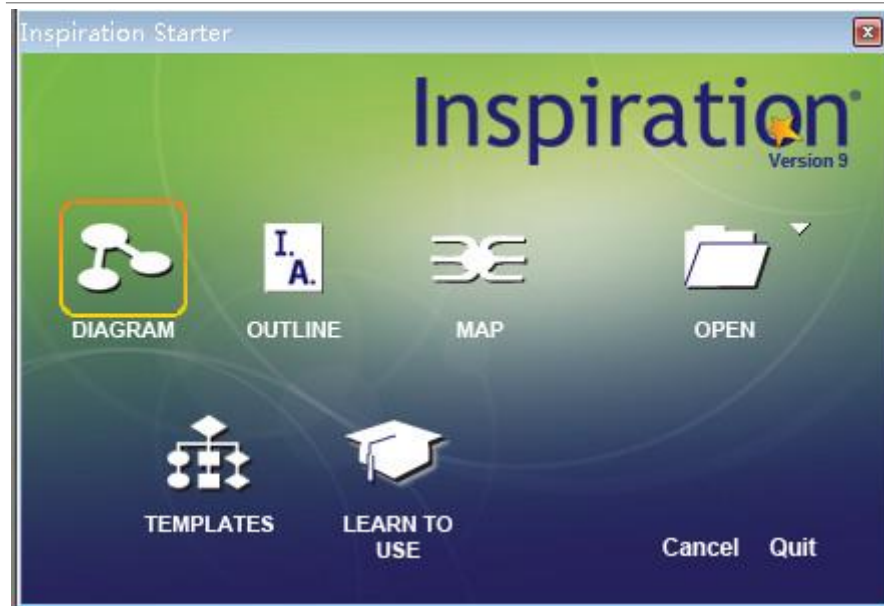 Inspiration Starter
Inspiration®
Version 9
I.
A.
DIAGRAM
OUTLINE
MAP
OPEN
TEMPLATES
LEARN TO
USE
Cancel
Quit